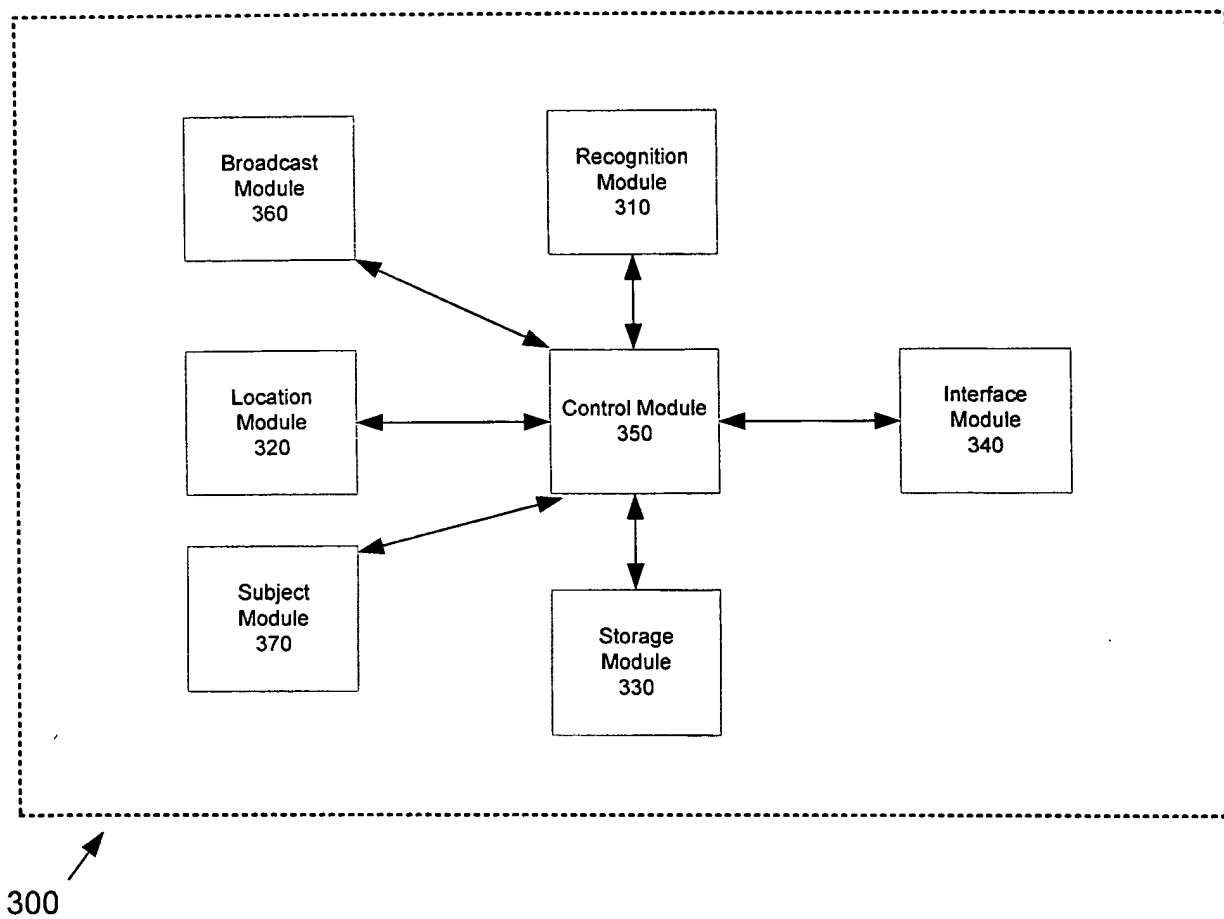 Broadcast
Module
360
Recognition
Module
310
Location
Module
320
Control Module
350
Interface
Module
340
Subject
Module
370
Storage
Module
330
300